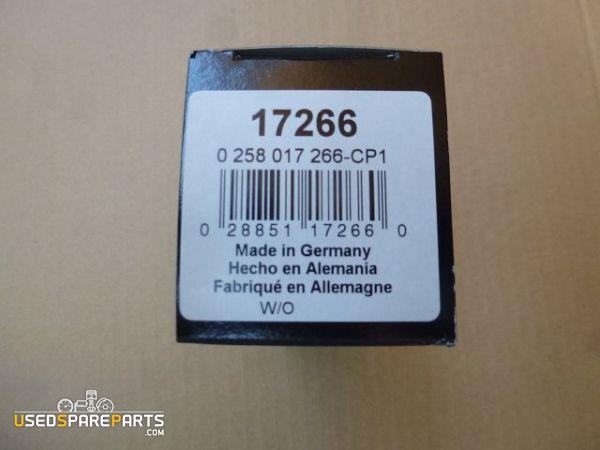 17266
0 258 017 266-CP1
0 28851 17266 0
Made in Germany
Hecho en Alemania
Fabriqué en Allemagne
W/O
USEDSPAREPARTS
.COM